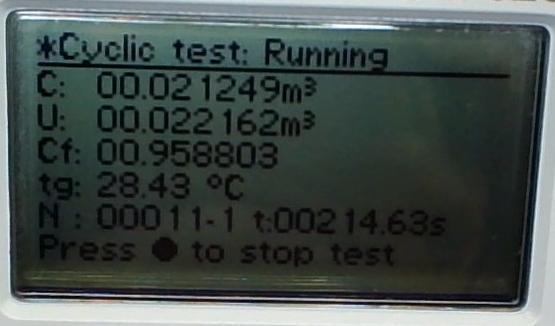 *Cyclic test: Running
C: 00.021249m³
U: 00.022162m³
Cf: 00.958803
tg: 28.43 °C
N : 00011-1 t:00214.63s
Press ● to stop test